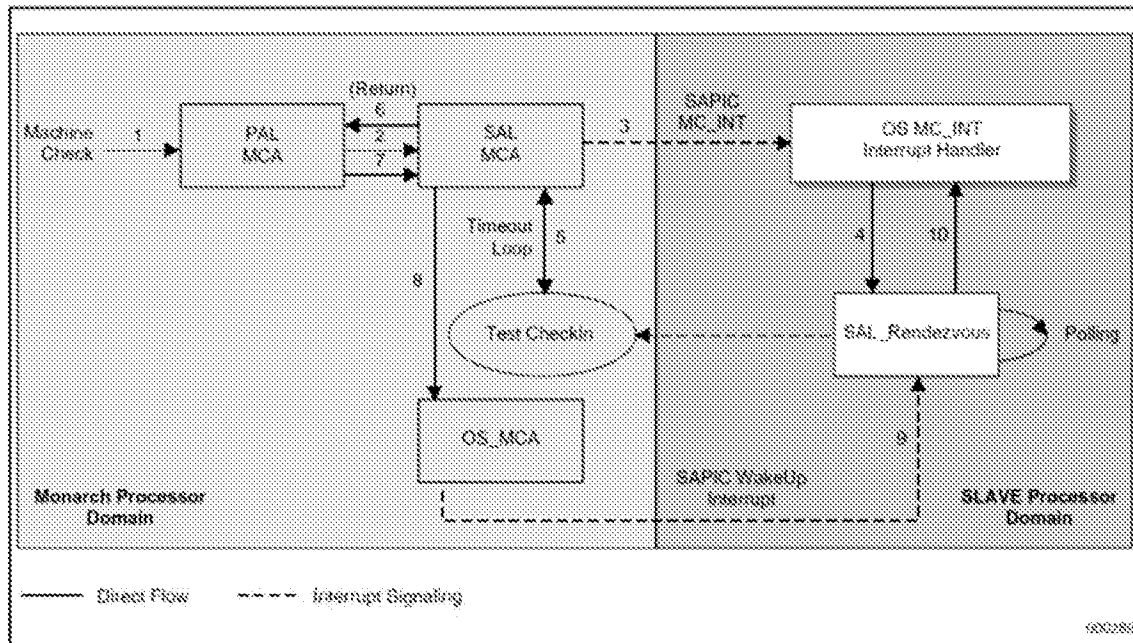 Machine
Check
1
PAL
MCA
(Return)
6
2
7
SAL
MCA
3
SAPIC
MC_INT
OS MC_INT
Interrupt Handler
Timeout
Loop
5
4
10
8
Test CheckIn
SAL_Rendezvous
Polling
OS_MCA
9
Monarch Processor
Domain
SAPIC WakeUp
Interrupt
SLAVE Processor
Domain
Direct Flow
Interrupt Signaling